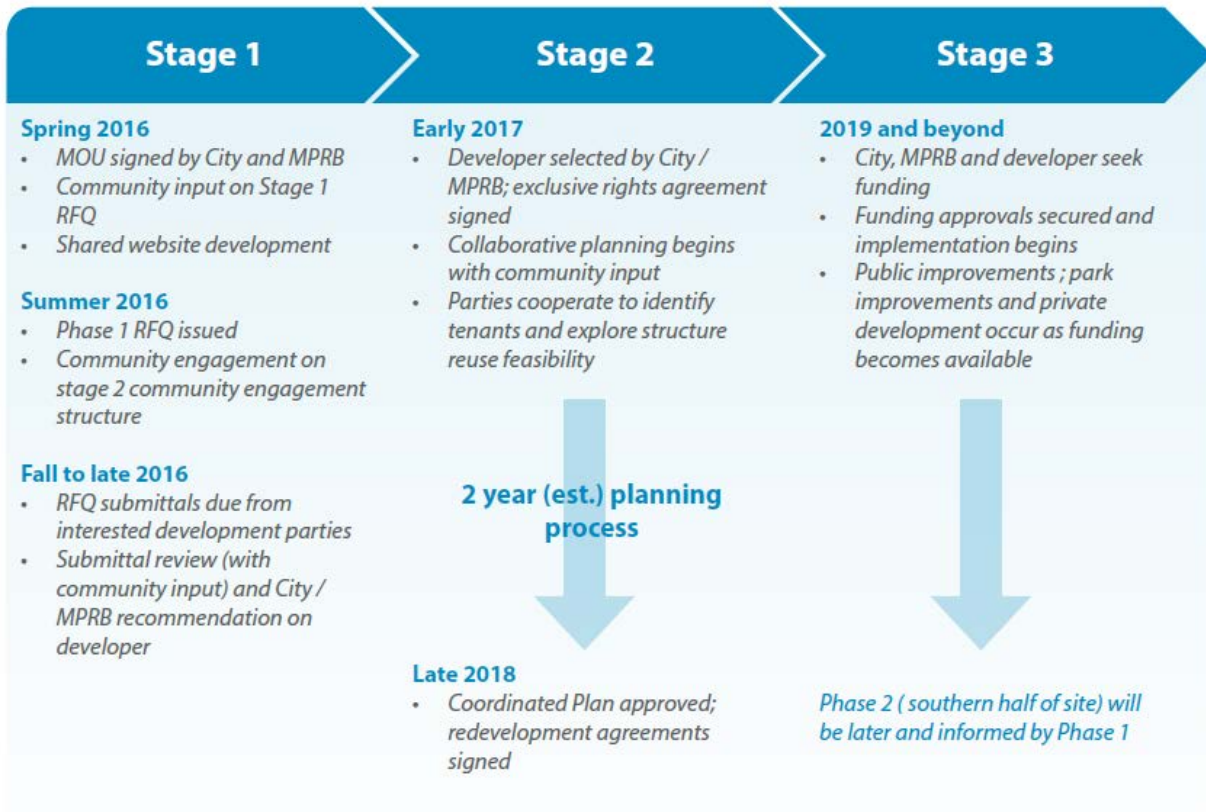 Stage 1
Stage 2
Stage 3
Spring 2016
• MOU signed by City and MPRB
• Community input on Stage 1
RFQ
• Shared website development
Summer 2016
• Phase 1 RFQ issued
• Community engagement on
stage 2 community engagement
structure
Fall to late 2016
• RFQ submittals due from
interested development parties
• Submittal review (with
community input) and City /
MPRB recommendation on
developer
Early 2017
• Developer selected by City /
MPRB; exclusive rights agreement
signed
• Collaborative planning begins
with community input
• Parties cooperate to identify
tenants and explore structure
reuse feasibility
2 year (est.) planning
process
Late 2018
• Coordinated Plan approved;
redevelopment agreements
signed
2019 and beyond
• City, MPRB and developer seek
funding
• Funding approvals secured and
implementation begins
• Public improvements ; park
improvements and private
development occur as funding
becomes available
Phase 2 ( southern half of site) will
be later and informed by Phase 1